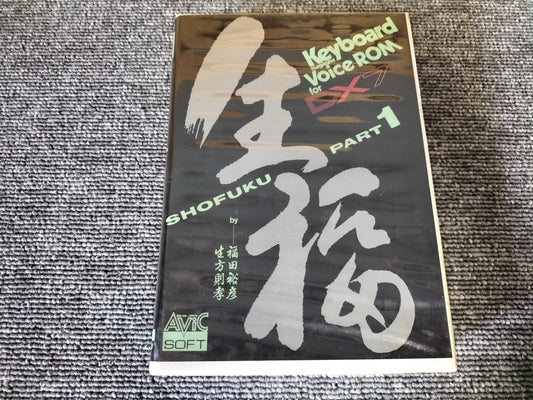 Keyboard
Voice ROM
for DX7
生福
SHOFUKU PART 1
by
福田裕彦
生方則孝
AViC
SOFT